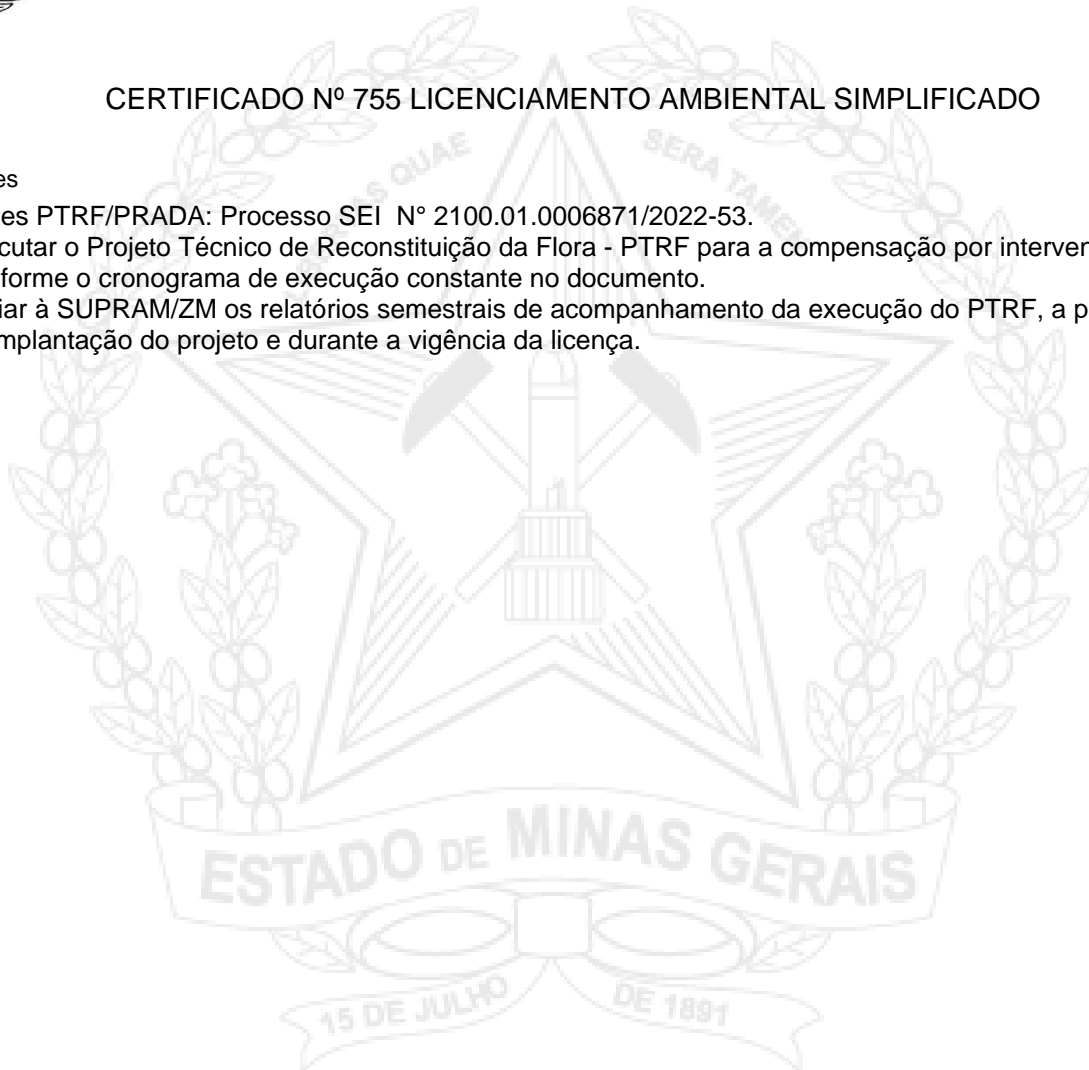 CERTIFICADO Nº 755 LICENCIAMENTO AMBIENTAL SIMPLIFICADO
es
es PTRF/PRADA: Processo SEI N° 2100.01.0006871/2022-53.
cutar o Projeto Técnico de Reconstituição da Flora - PTRF para a compensação por interven
forme o cronograma de execução constante no documento.
iar à SUPRAM/ZM os relatórios semestrais de acompanhamento da execução do PTRF, a p
mplantação do projeto e durante a vigência da licença.
QUAE SERA TAMEN
ESTADO DE MINAS GERAIS
15 DE JULHO DE 1891